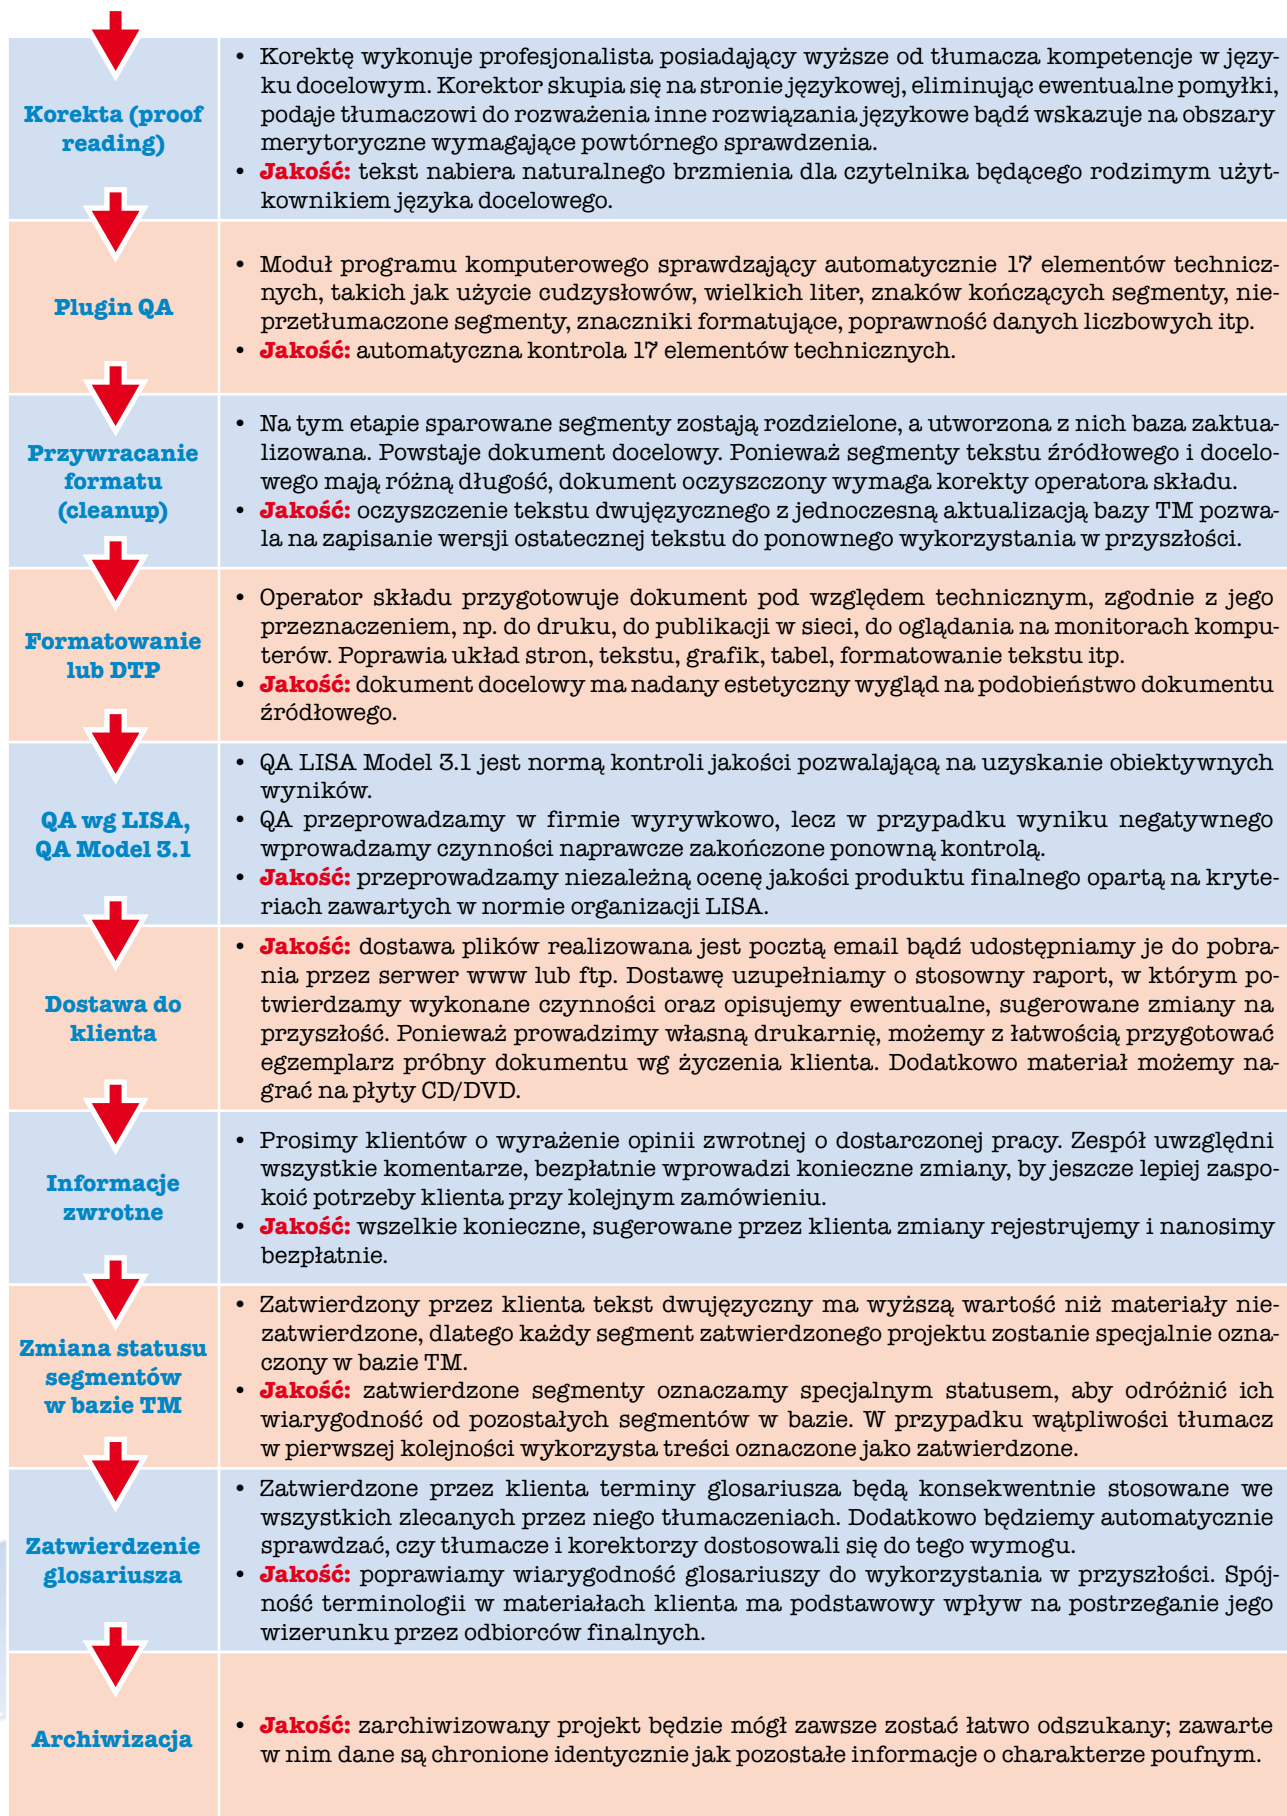 Korekta (proof
reading)
• Korektę wykonuje profesjonalista posiadający wyższe od tłumacza kompetencje w języ-
ku docelowym. Korektor skupia się na stronie językowej, eliminując ewentualne pomyłki,
podaje tłumaczowi do rozważenia inne rozwiązania językowe bądź wskazuje na obszary
merytoryczne wymagające powtórnego sprawdzenia.
• Jakość: tekst nabiera naturalnego brzmienia dla czytelnika będącego rodzimym użyt-
kownikiem języka docelowego.
Plugin QA
• Moduł programu komputerowego sprawdzający automatycznie 17 elementów technicz-
nych, takich jak użycie cudzysłowów, wielkich liter, znaków kończących segmenty, nie-
przetłumaczone segmenty, znaczniki formatujące, poprawność danych liczbowych itp.
• Jakość: automatyczna kontrola 17 elementów technicznych.
Przywracanie
formatu
(cleanup)
• Na tym etapie sparowane segmenty zostają rozdzielone, a utworzona z nich baza zaktua-
lizowana. Powstaje dokument docelowy. Ponieważ segmenty tekstu źródłowego i docelo-
wego mają różną długość, dokument oczyszczony wymaga korekty operatora składu.
• Jakość: oczyszczenie tekstu dwujęzycznego z jednoczesną aktualizacją bazy TM pozwa-
la na zapisanie wersji ostatecznej tekstu do ponownego wykorzystania w przyszłości.
Formatowanie
lub DTP
• Operator składu przygotowuje dokument pod względem technicznym, zgodnie z jego
przeznaczeniem, np. do druku, do publikacji w sieci, do oglądania na monitorach kompu-
terów. Poprawia układ stron, tekstu, grafik, tabel, formatowanie tekstu itp.
• Jakość: dokument docelowy ma nadany estetyczny wygląd na podobieństwo dokumentu
źródłowego.
QA wg LISA,
QA Model 3.1
• QA LISA Model 3.1 jest normą kontroli jakości pozwalającą na uzyskanie obiektywnych
wyników.
• QA przeprowadzamy w firmie wyrywkowo, lecz w przypadku wyniku negatywnego
wprowadzamy czynności naprawcze zakończone ponowną kontrolą.
• Jakość: przeprowadzamy niezależną ocenę jakości produktu finalnego opartą na kryte-
riach zawartych w normie organizacji LISA.
Dostawa do
klienta
• Jakość: dostawa plików realizowana jest pocztą email bądź udostępniamy je do pobra-
nia przez serwer www lub ftp. Dostawę uzupełniamy o stosowny raport, w którym po-
twierdzamy wykonane czynności oraz opisujemy ewentualne, sugerowane zmiany na
przyszłość. Ponieważ prowadzimy własną drukarnię, możemy z łatwością przygotować
egzemplarz próbny dokumentu wg życzenia klienta. Dodatkowo materiał możemy na-
grać na płyty CD/DVD.
Informacje
zwrotne
• Prosimy klientów o wyrażenie opinii zwrotnej o dostarczonej pracy. Zespół uwzględni
wszystkie komentarze, bezpłatnie wprowadzi konieczne zmiany, by jeszcze lepiej zaspo-
koić potrzeby klienta przy kolejnym zamówieniu.
• Jakość: wszelkie konieczne, sugerowane przez klienta zmiany rejestrujemy i nanosimy
bezpłatnie.
Zmiana statusu
segmentów
w bazie TM
• Zatwierdzony przez klienta tekst dwujęzyczny ma wyższą wartość niż materiały nie-
zatwierdzone, dlatego każdy segment zatwierdzonego projektu zostanie specjalnie ozna-
czony w bazie TM.
• Jakość: zatwierdzone segmenty oznaczamy specjalnym statusem, aby odróżnić ich
wiarygodność od pozostałych segmentów w bazie. W przypadku wątpliwości tłumacz
w pierwszej kolejności wykorzysta treści oznaczone jako zatwierdzone.
Zatwierdzenie
glosariusza
• Zatwierdzone przez klienta terminy glosariusza będą konsekwentnie stosowane we
wszystkich zlecanych przez niego tłumaczeniach. Dodatkowo będziemy automatycznie
sprawdzać, czy tłumacze i korektorzy dostosowali się do tego wymogu.
• Jakość: poprawiamy wiarygodność glosariuszy do wykorzystania w przyszłości. Spój-
ność terminologii w materiałach klienta ma podstawowy wpływ na postrzeganie jego
wizerunku przez odbiorców finalnych.
Archiwizacja
• Jakość: zarchiwizowany projekt będzie mógł zawsze zostać łatwo odszukany; zawarte
w nim dane są chronione identycznie jak pozostałe informacje o charakterze poufnym.